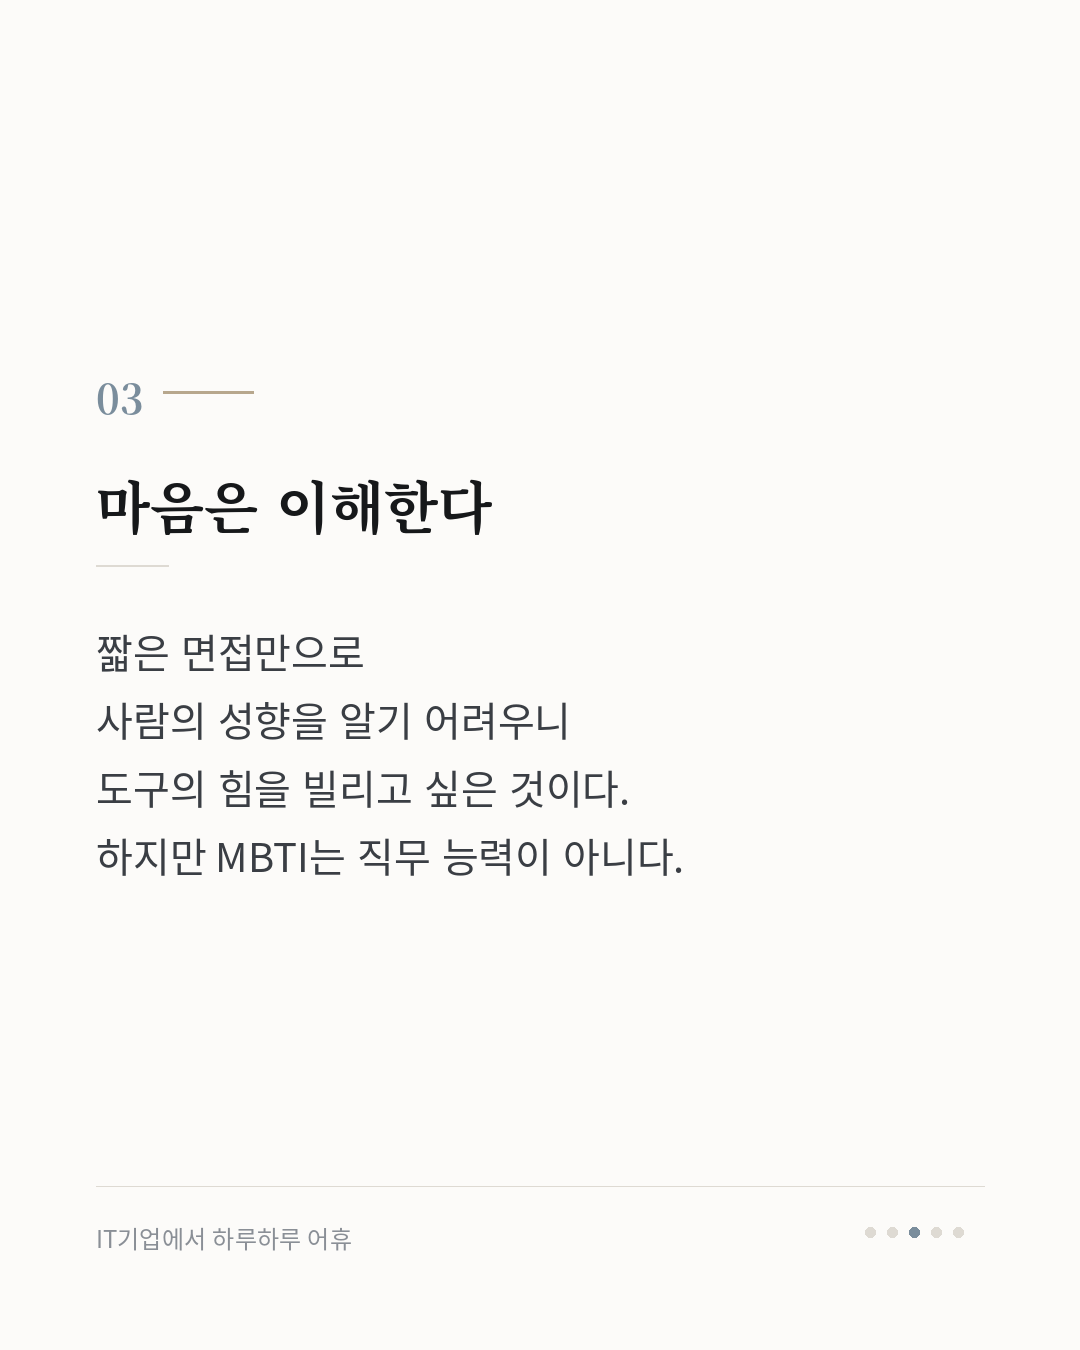 03
마음은 이해한다
짧은 면접만으로
사람의 성향을 알기 어려우니
도구의 힘을 빌리고 싶은 것이다.
하지만 MBTI는 직무 능력이 아니다.
IT기업에서 하루하루 어휴